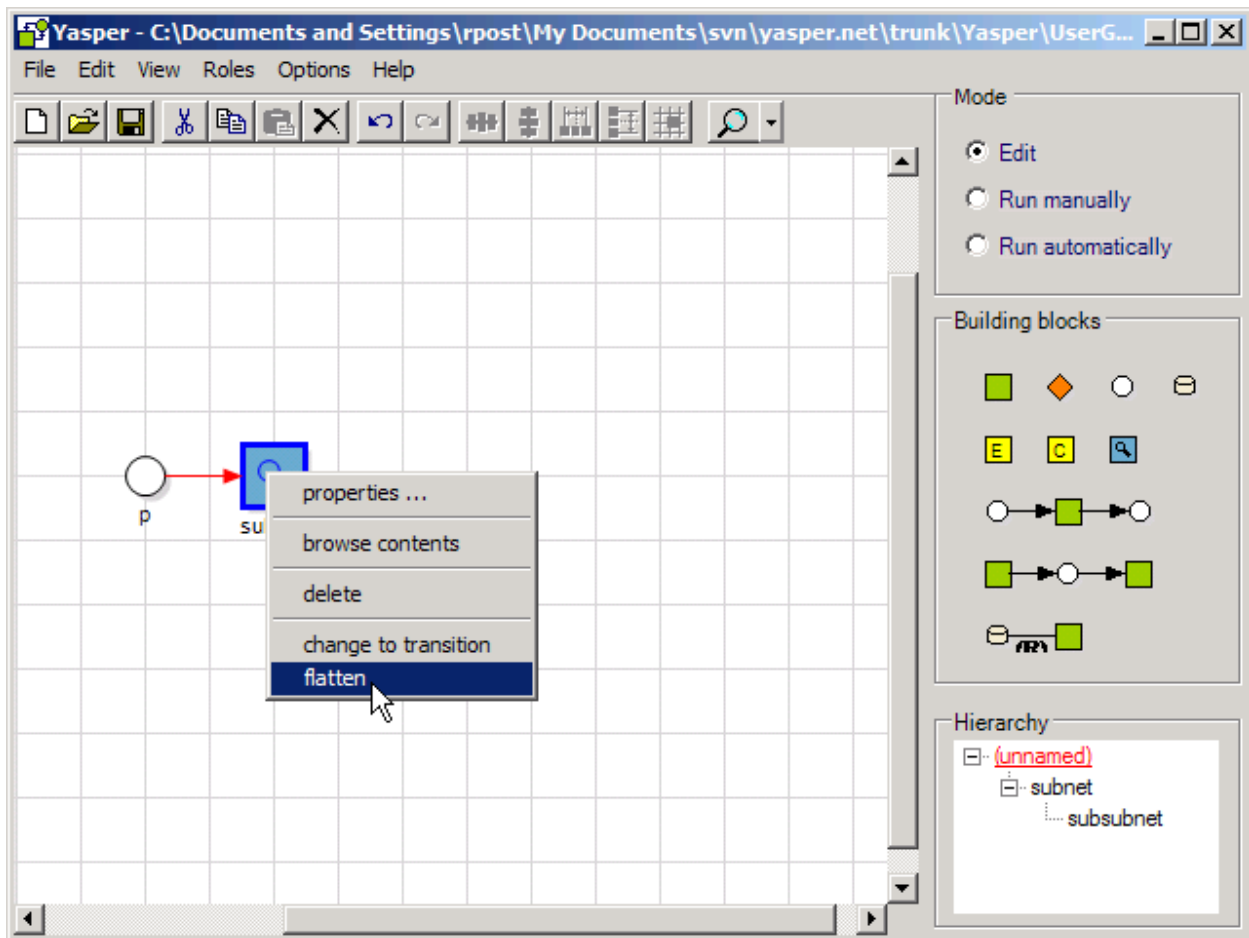 Yasper - C:\Documents and Settings\rpost\My Documents\svn\yasper.net\trunk\Yasper\UserG...
File Edit View Roles Options Help
Mode
Edit
Run manually
Run automatically
Building blocks
E C
(R)
p
su
properties ...
browse contents
delete
change to transition
flatten
Hierarchy
(unnamed)
subnet
subsubnet